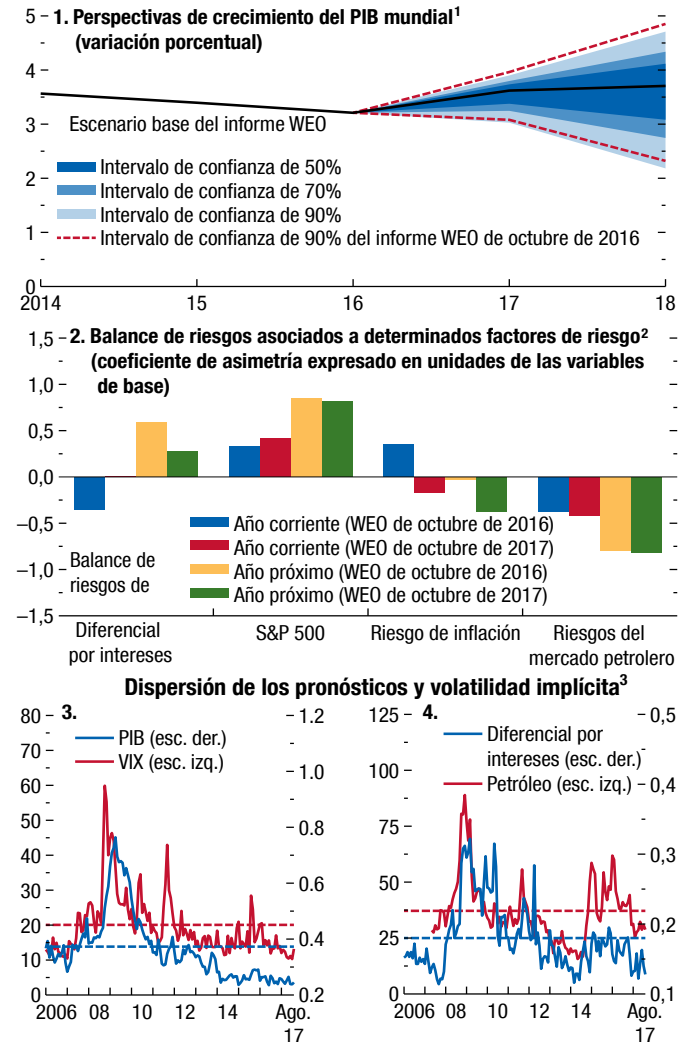 1. Perspectivas de crecimiento del PIB mundial¹
(variación porcentual)
5
4
3
2
1
0
Escenario base del informe WEO
Intervalo de confianza de 50%
Intervalo de confianza de 70%
Intervalo de confianza de 90%
Intervalo de confianza de 90% del informe WEO de octubre de 2016
2014 15 16 17 18
2. Balance de riesgos asociados a determinados factores de riesgo²
(coeficiente de asimetría expresado en unidades de las variables
de base)
1,5
1,0
0,5
0,0
–0,5
–1,0
–1,5
Año corriente (WEO de octubre de 2016)
Año corriente (WEO de octubre de 2017)
Año próximo (WEO de octubre de 2016)
Año próximo (WEO de octubre de 2017)
Balance de
riesgos de
Diferencial
por intereses
S&P 500
Riesgo de inflación
Riesgos del
mercado petrolero
Dispersión de los pronósticos y volatilidad implícita³
3.
PIB (esc. der.)
VIX (esc. izq.)
80
70
60
50
40
30
20
10
0
1.2
1.0
0.8
0.6
0.4
0.2
2006 08 10 12 14 Ago.
17
4.
Diferencial por
intereses (esc. der.)
Petróleo (esc. izq.)
125
100
75
50
25
0
0,5
0,4
0,3
0,2
0,1
2006 08 10 12 14 Ago.
17